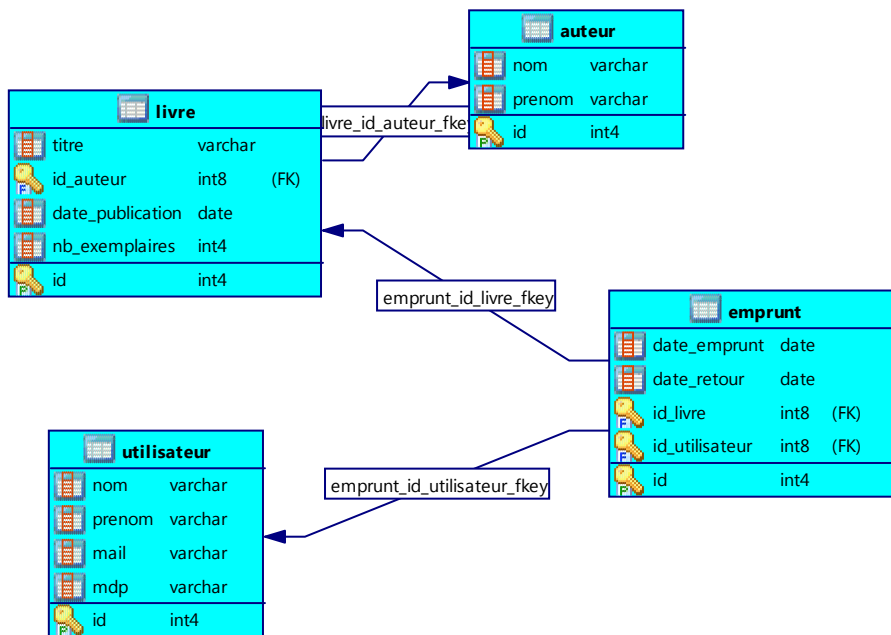 auteur
nom varchar
prenom varchar
id int4
livre
titre varchar
id_auteur int8 (FK)
date_publication date
nb_exemplaires int4
id int4
livre_id_auteur_fkey
emprunt_id_livre_fkey
emprunt
date_emprunt date
date_retour date
id_livre int8 (FK)
id_utilisateur int8 (FK)
id int4
utilisateur
nom varchar
prenom varchar
mail varchar
mdp varchar
id int4
emprunt_id_utilisateur_fkey